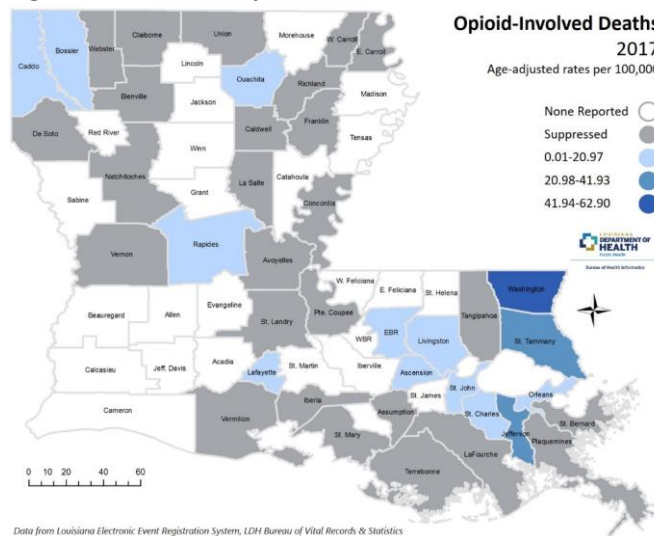 Opioid-Involved Deaths
2017
Age-adjusted rates per 100,000
None Reported
Suppressed
0.01-20.97
20.98-41.93
41.94-62.90
LOUISIANA
DEPARTMENT OF
HEALTH
Bureau of Health Informatics
Morehouse
Claiborne
Union
W. Carroll
E. Carroll
Webster
Bossier
Caddo
Lincoln
Ouachita
Richland
Madison
Bienville
Jackson
Franklin
De Soto
Red River
Caldwell
Tensas
Winn
Natchitoches
Catahoula
La Salle
Sabine
Grant
Concordia
Rapides
Vernon
Avoyelles
W. Feliciana
E. Feliciana
St. Helena
Washington
Tangipahoa
Beauregard
Allen
Evangeline
Pte. Coupee
St. Landry
EBR
Livingston
St. Tammany
WBR
Calcasieu
Jeff. Davis
Acadia
Lafayette
St. Martin
Iberville
Ascension
St. John
Orleans
St. James
Cameron
St. Charles
Vermilion
Iberia
Assumption
Jefferson
St. Bernard
St. Mary
Plaquemines
LaFourche
Terrebonne
0 10 20 40 60
Data from Louisiana Electronic Event Registration System, LDH Bureau of Vital Records & Statistics